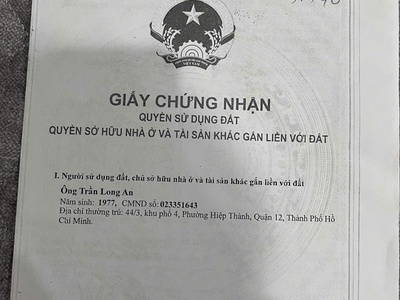 GIẤY CHỨNG NHẬN
QUYỀN SỬ DỤNG ĐẤT
QUYỀN SỞ HỮU NHÀ Ở VÀ TÀI SẢN KHÁC GẮN LIỀN VỚI ĐẤT
I. Người sử dụng đất, chủ sở hữu nhà ở và tài sản khác gắn liền với đất
Ông Trần Long An
Năm sinh: 1977, CMND số: 023351643
Địa chỉ thường trú: 44/3, khu phố 4, Phường Hiệp Thành, Quận 12, Thành Phố Hồ
Chí Minh.